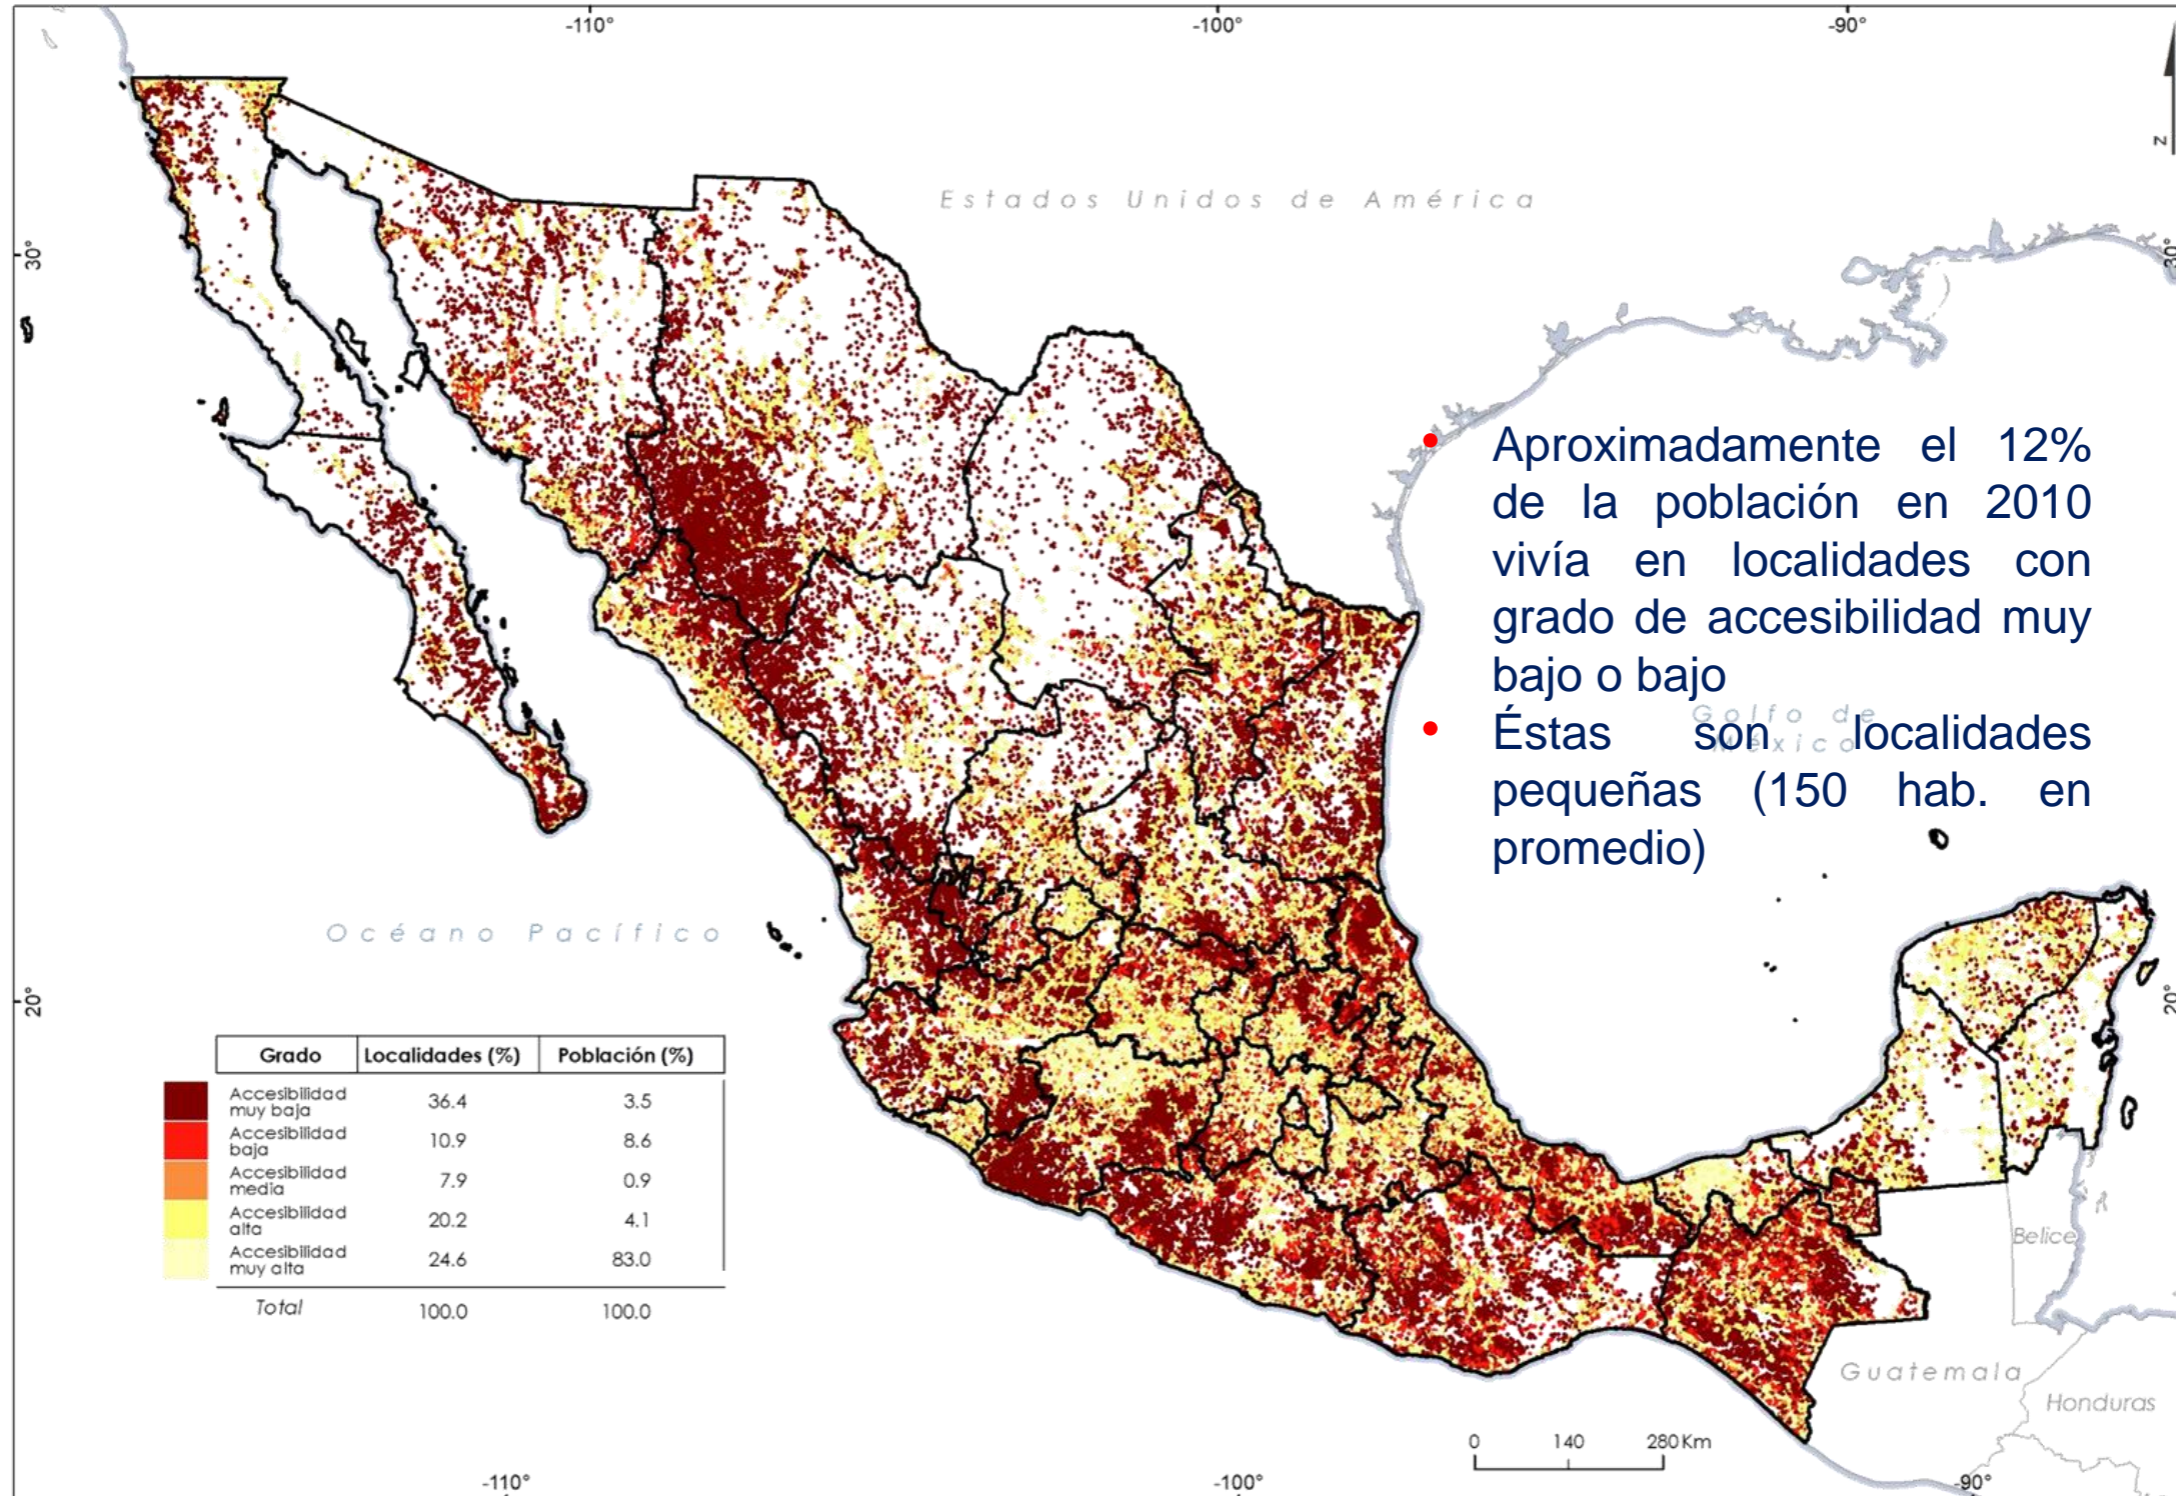 -110°
-100°
-90°
N
Estados Unidos de América
30°
30°
Aproximadamente el 12%
de la población en 2010
vivía en localidades con
grado de accesibilidad muy
bajo o bajo
Golfo de
México
Éstas son localidades
pequeñas (150 hab. en
promedio)
Océano Pacífico
20°
20°
Grado Localidades (%) Población (%)
Accesibilidad
muy baja 36.4 3.5
Accesibilidad
baja 10.9 8.6
Accesibilidad
media 7.9 0.9
Accesibilidad
alta 20.2 4.1
Accesibilidad
muy alta 24.6 83.0
Total 100.0 100.0
Belice
Guatemala
Honduras
0 140 280 Km
-110°
-100°
-90°